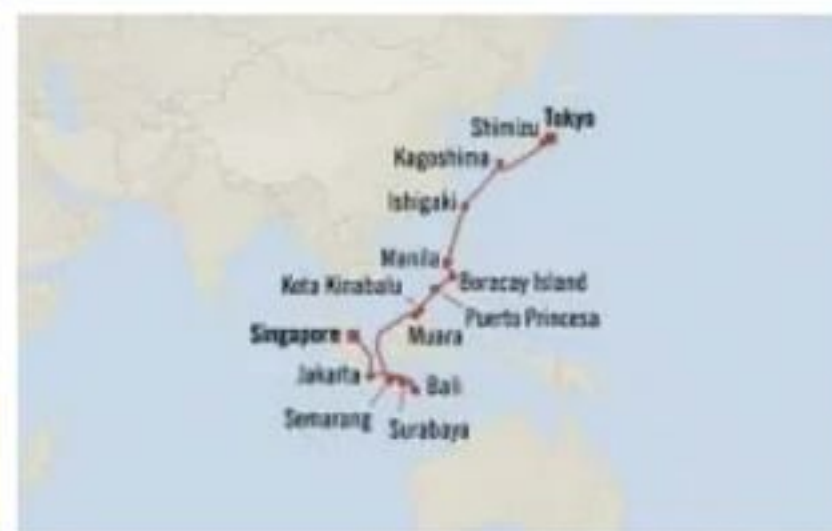 Tokyo
Shimizu
Kagoshima
Ishigaki
Manila
Boracay Island
Kota Kinabalu
Puerto Princesa
Singapore
Muara
Jakarta
Bali
Semarang
Surabaya